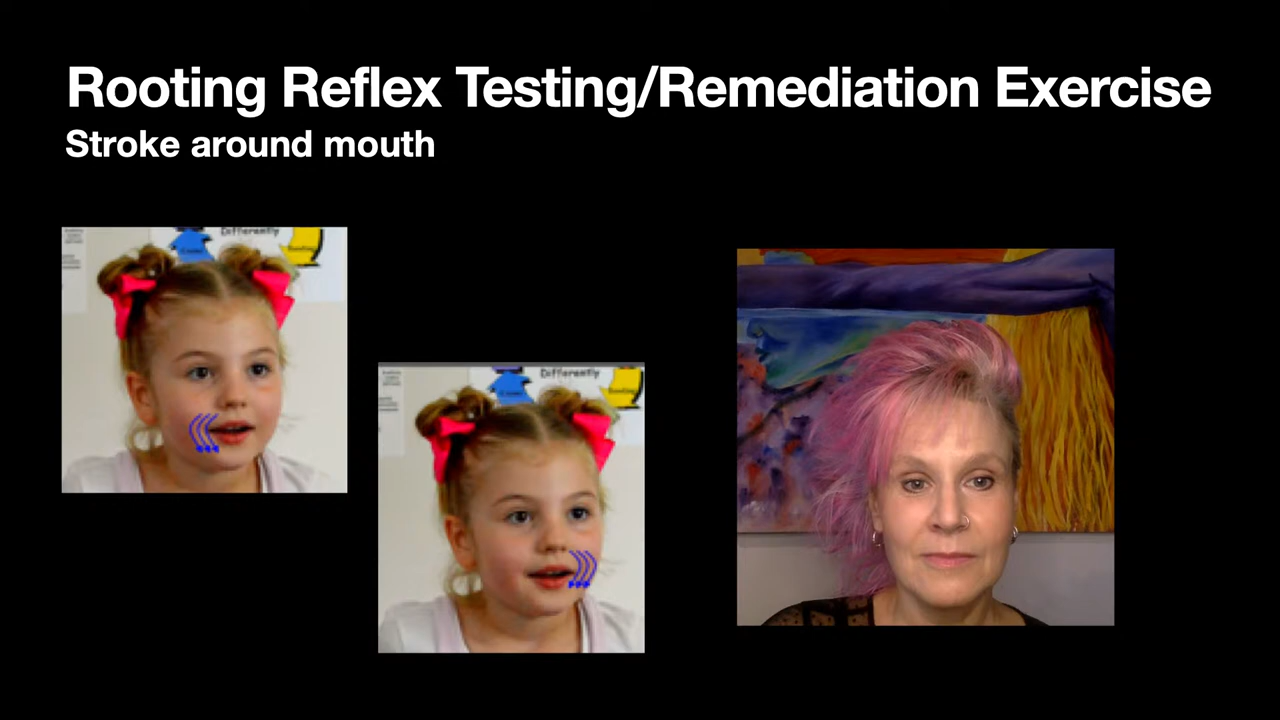 Rooting Reflex Testing/Remediation Exercise
Stroke around mouth
Differently
Differently